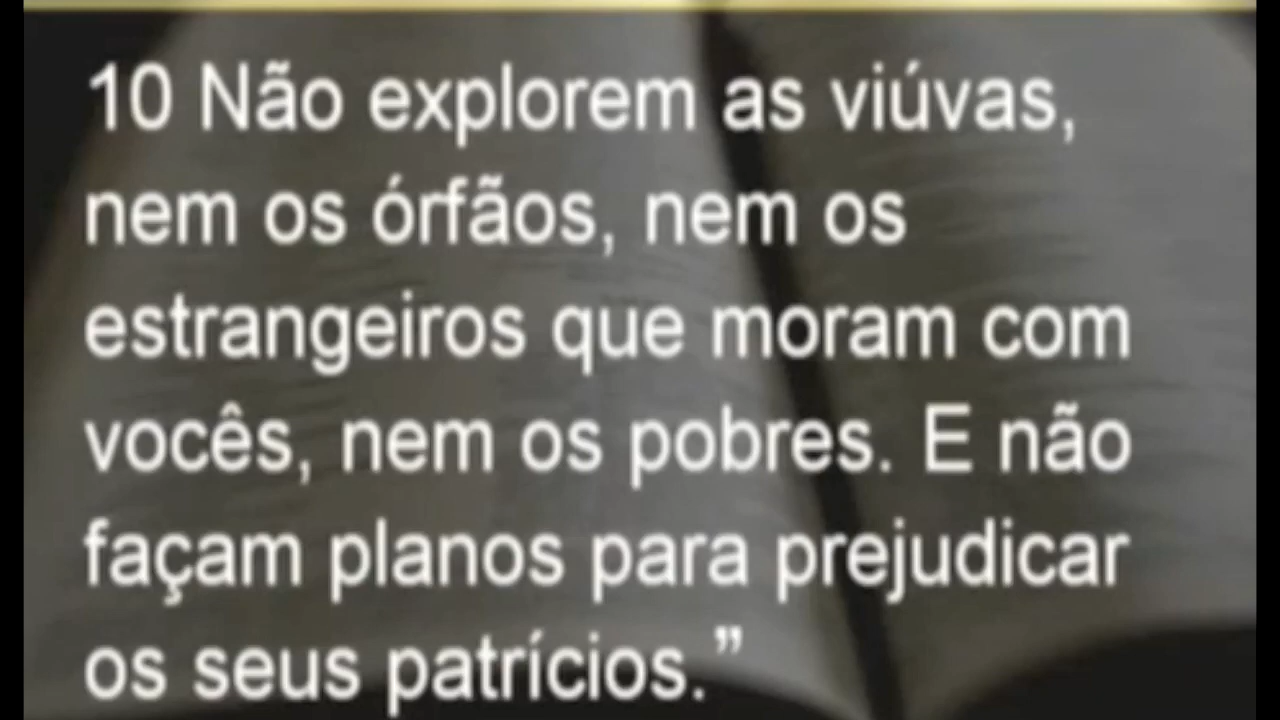 10 Não explorem as viúvas,
nem os órfãos, nem os
estrangeiros que moram com
vocês, nem os pobres. E não
façam planos para prejudicar
os seus patrícios.”